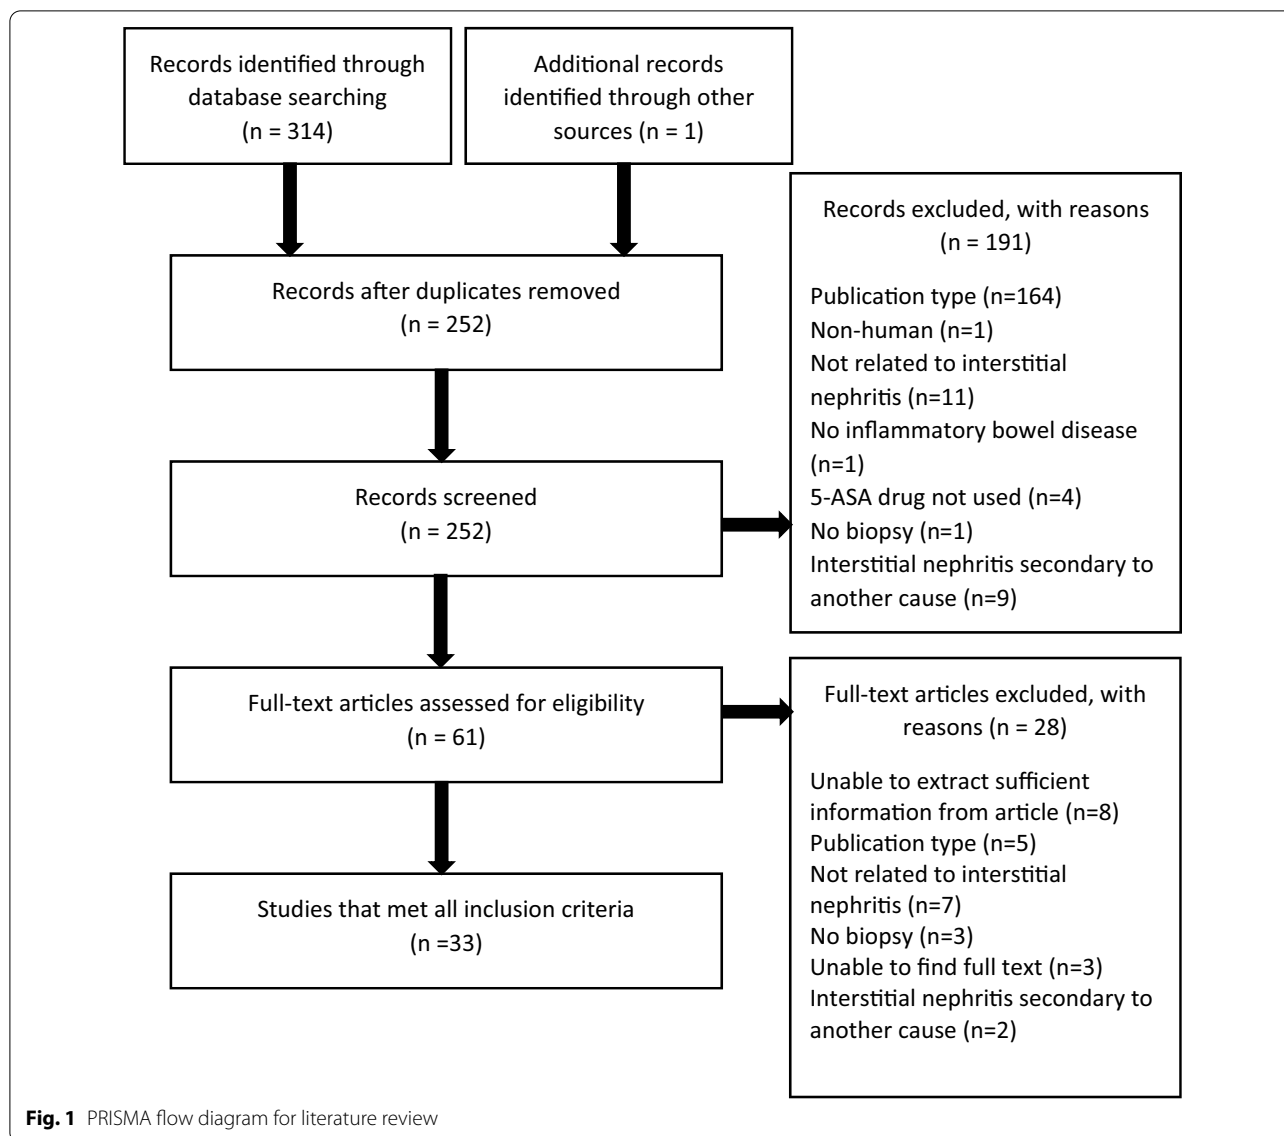 Records identified through
database searching
(n = 314)
Additional records
identified through other
sources (n = 1)
Records after duplicates removed
(n = 252)
Records excluded, with reasons
(n = 191)
Publication type (n=164)
Non-human (n=1)
Not related to interstitial
nephritis (n=11)
No inflammatory bowel disease
(n=1)
5-ASA drug not used (n=4)
No biopsy (n=1)
Interstitial nephritis secondary to
another cause (n=9)
Records screened
(n = 252)
Full-text articles assessed for eligibility
(n = 61)
Full-text articles excluded, with
reasons (n = 28)
Unable to extract sufficient
information from article (n=8)
Publication type (n=5)
Not related to interstitial
nephritis (n=7)
No biopsy (n=3)
Unable to find full text (n=3)
Interstitial nephritis secondary to
another cause (n=2)
Studies that met all inclusion criteria
(n =33)
Fig. 1 PRISMA flow diagram for literature review